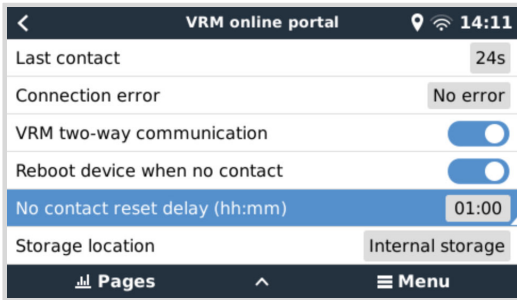 VRM online portal 14:11
Last contact 24s
Connection error No error
VRM two-way communication
Reboot device when no contact
No contact reset delay (hh:mm) 01:00
Storage location Internal storage
Pages Menu